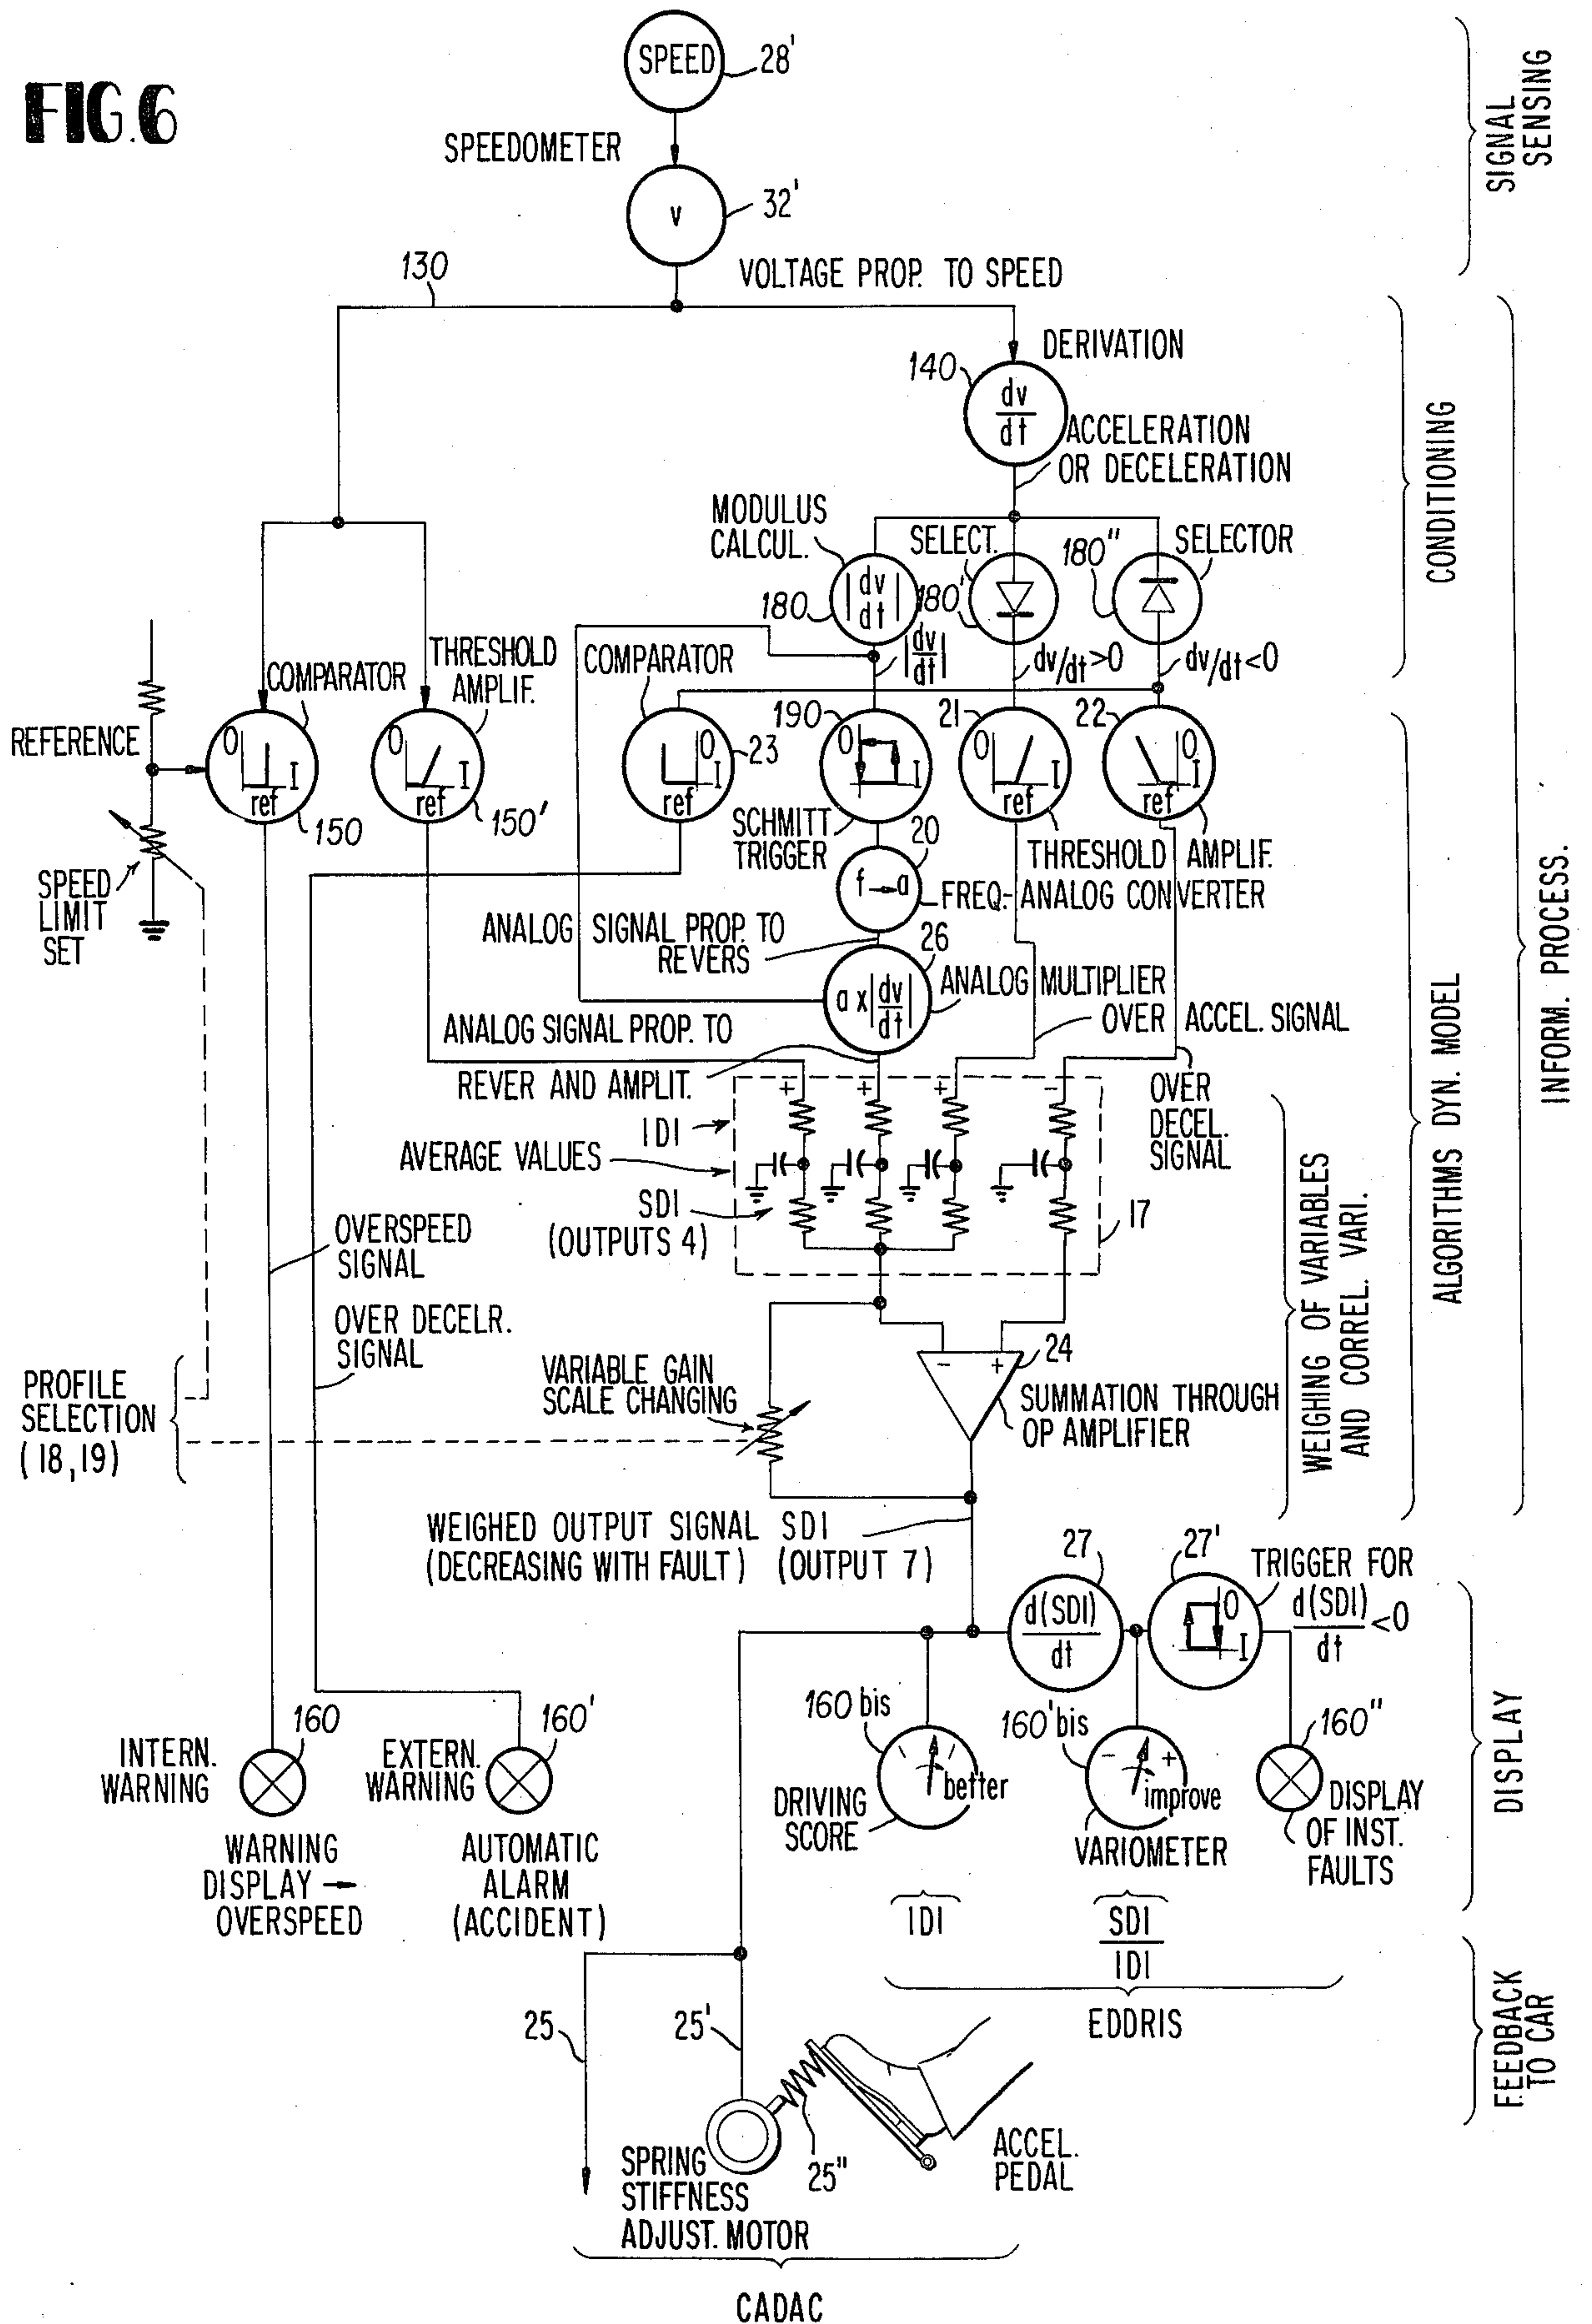 FIG.6
SPEED
28'
SPEEDOMETER
v
32'
130
VOLTAGE PROP. TO SPEED
SIGNAL
SENSING
DERIVATION
140
dv
dt
ACCELERATION
OR DECELERATION
MODULUS
CALCUL.
SELECT.
180"
SELECTOR
|dv
dt|
180
180'
|dv
dt|
dv/dt>0
dv/dt<0
CONDITIONING
COMPARATOR
THRESHOLD
AMPLIF.
COMPARATOR
190
21
22
REFERENCE
O
I
ref
150
O
I
ref
150'
O
I
ref
23
O
I
O
I
ref
O
I
ref
SPEED
LIMIT
SET
SCHMITT
TRIGGER
20
THRESHOLD AMPLIF.
f→a
FREQ.- ANALOG CONVERTER
ANALOG SIGNAL PROP. TO
REVERS
26
a x|dv
dt|
ANALOG MULTIPLIER
ANALOG SIGNAL PROP. TO
REVER AND AMPLIT.
OVER ACCEL. SIGNAL
+
+
+
-
OVER
DECEL.
SIGNAL
IDI
AVERAGE VALUES
SDI
(OUTPUTS 4)
17
OVERSPEED
SIGNAL
OVER DECELR.
SIGNAL
PROFILE
SELECTION
(18,19)
VARIABLE GAIN
SCALE CHANGING
-
+
24
SUMMATION THROUGH
OP AMPLIFIER
WEIGHING OF VARIABLES
AND CORREL. VARI.
ALGORITHMS DYN. MODEL
INFORM. PROCESS.
WEIGHED OUTPUT SIGNAL SDI
(DECREASING WITH FAULT) (OUTPUT 7)
27
27'
TRIGGER FOR
d(SDI)
dt
<0
d(SDI)
dt
O
I
INTERN.
WARNING
160
EXTERN.
WARNING
160'
160 bis
better
DRIVING
SCORE
160'bis
-
+
improve
VARIOMETER
160"
DISPLAY
OF INST.
FAULTS
DISPLAY
WARNING
DISPLAY →
OVERSPEED
AUTOMATIC
ALARM
(ACCIDENT)
IDI
SDI
IDI
EDDRIS
25
25'
25"
SPRING
STIFFNESS
ADJUST. MOTOR
ACCEL.
PEDAL
FEEDBACK
TO CAR
CADAC